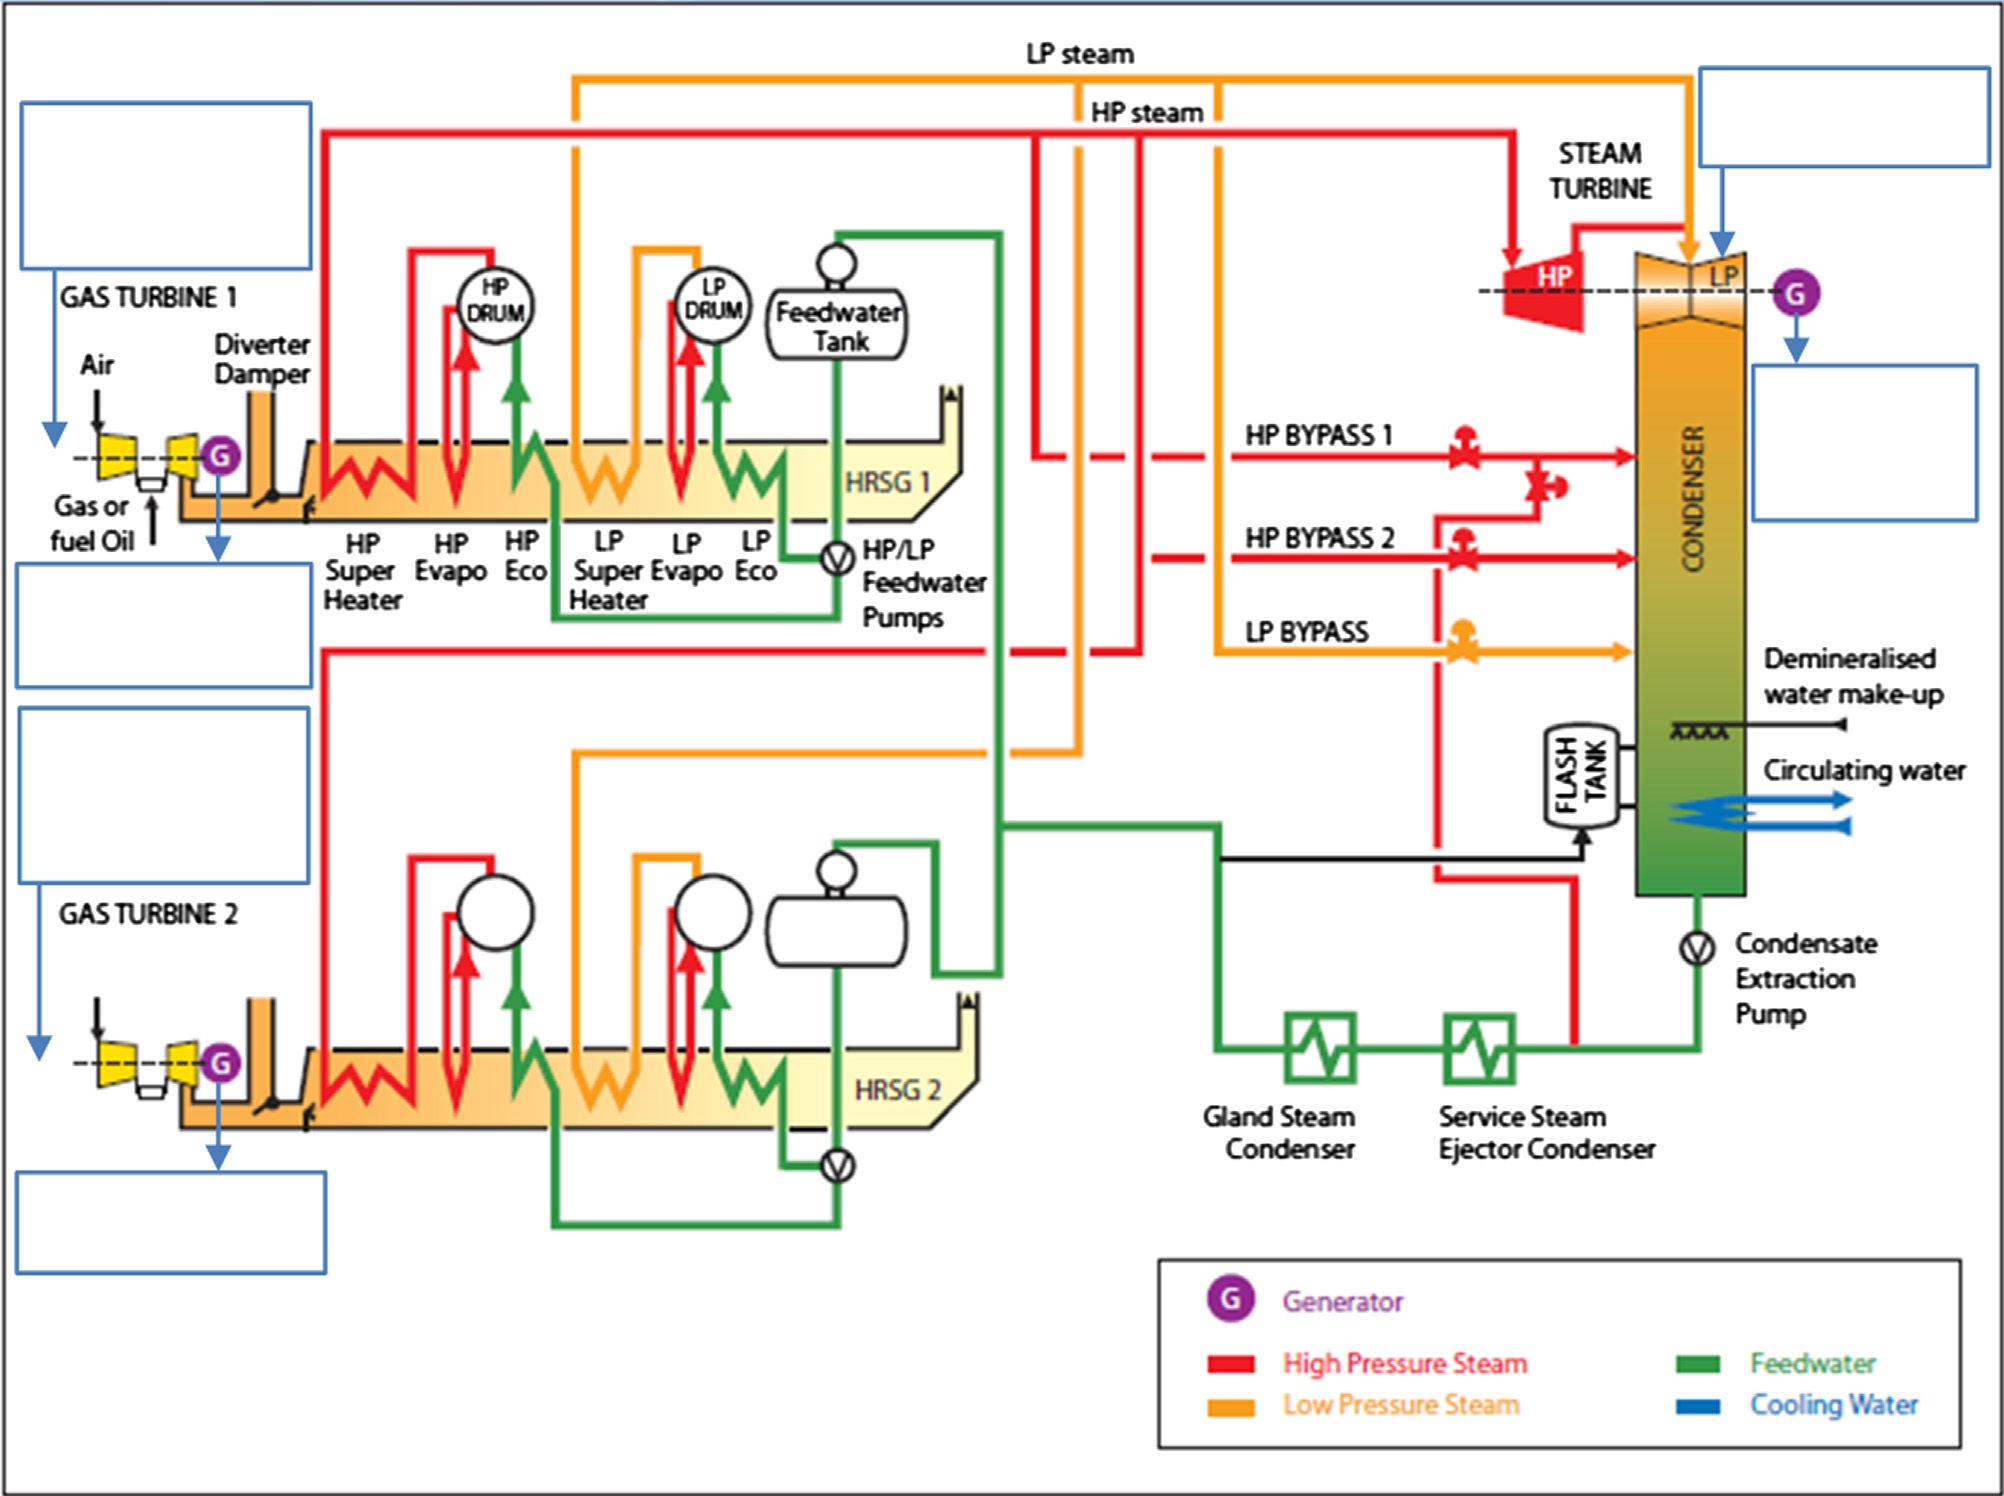 LP steam
HP steam
STEAM
TURBINE
GAS TURBINE 1
Air
Diverter
Damper
Gas or
fuel Oil
G
HP
DRUM
LP
DRUM
Feedwater
Tank
HRSG 1
HP
Super
Heater
HP
Evapo
HP
Eco
LP
Super
Heater
LP
Evapo
LP
Eco
V
HP/LP
Feedwater
Pumps
HP
LP
G
HP BYPASS 1
HP BYPASS 2
LP BYPASS
CONDENSER
Demineralised
water make-up
Circulating water
FLASH
TANK
V
Condensate
Extraction
Pump
Gland Steam
Condenser
Service Steam
Ejector Condenser
GAS TURBINE 2
G
HRSG 2
V
G Generator
High Pressure Steam
Feedwater
Low Pressure Steam
Cooling Water